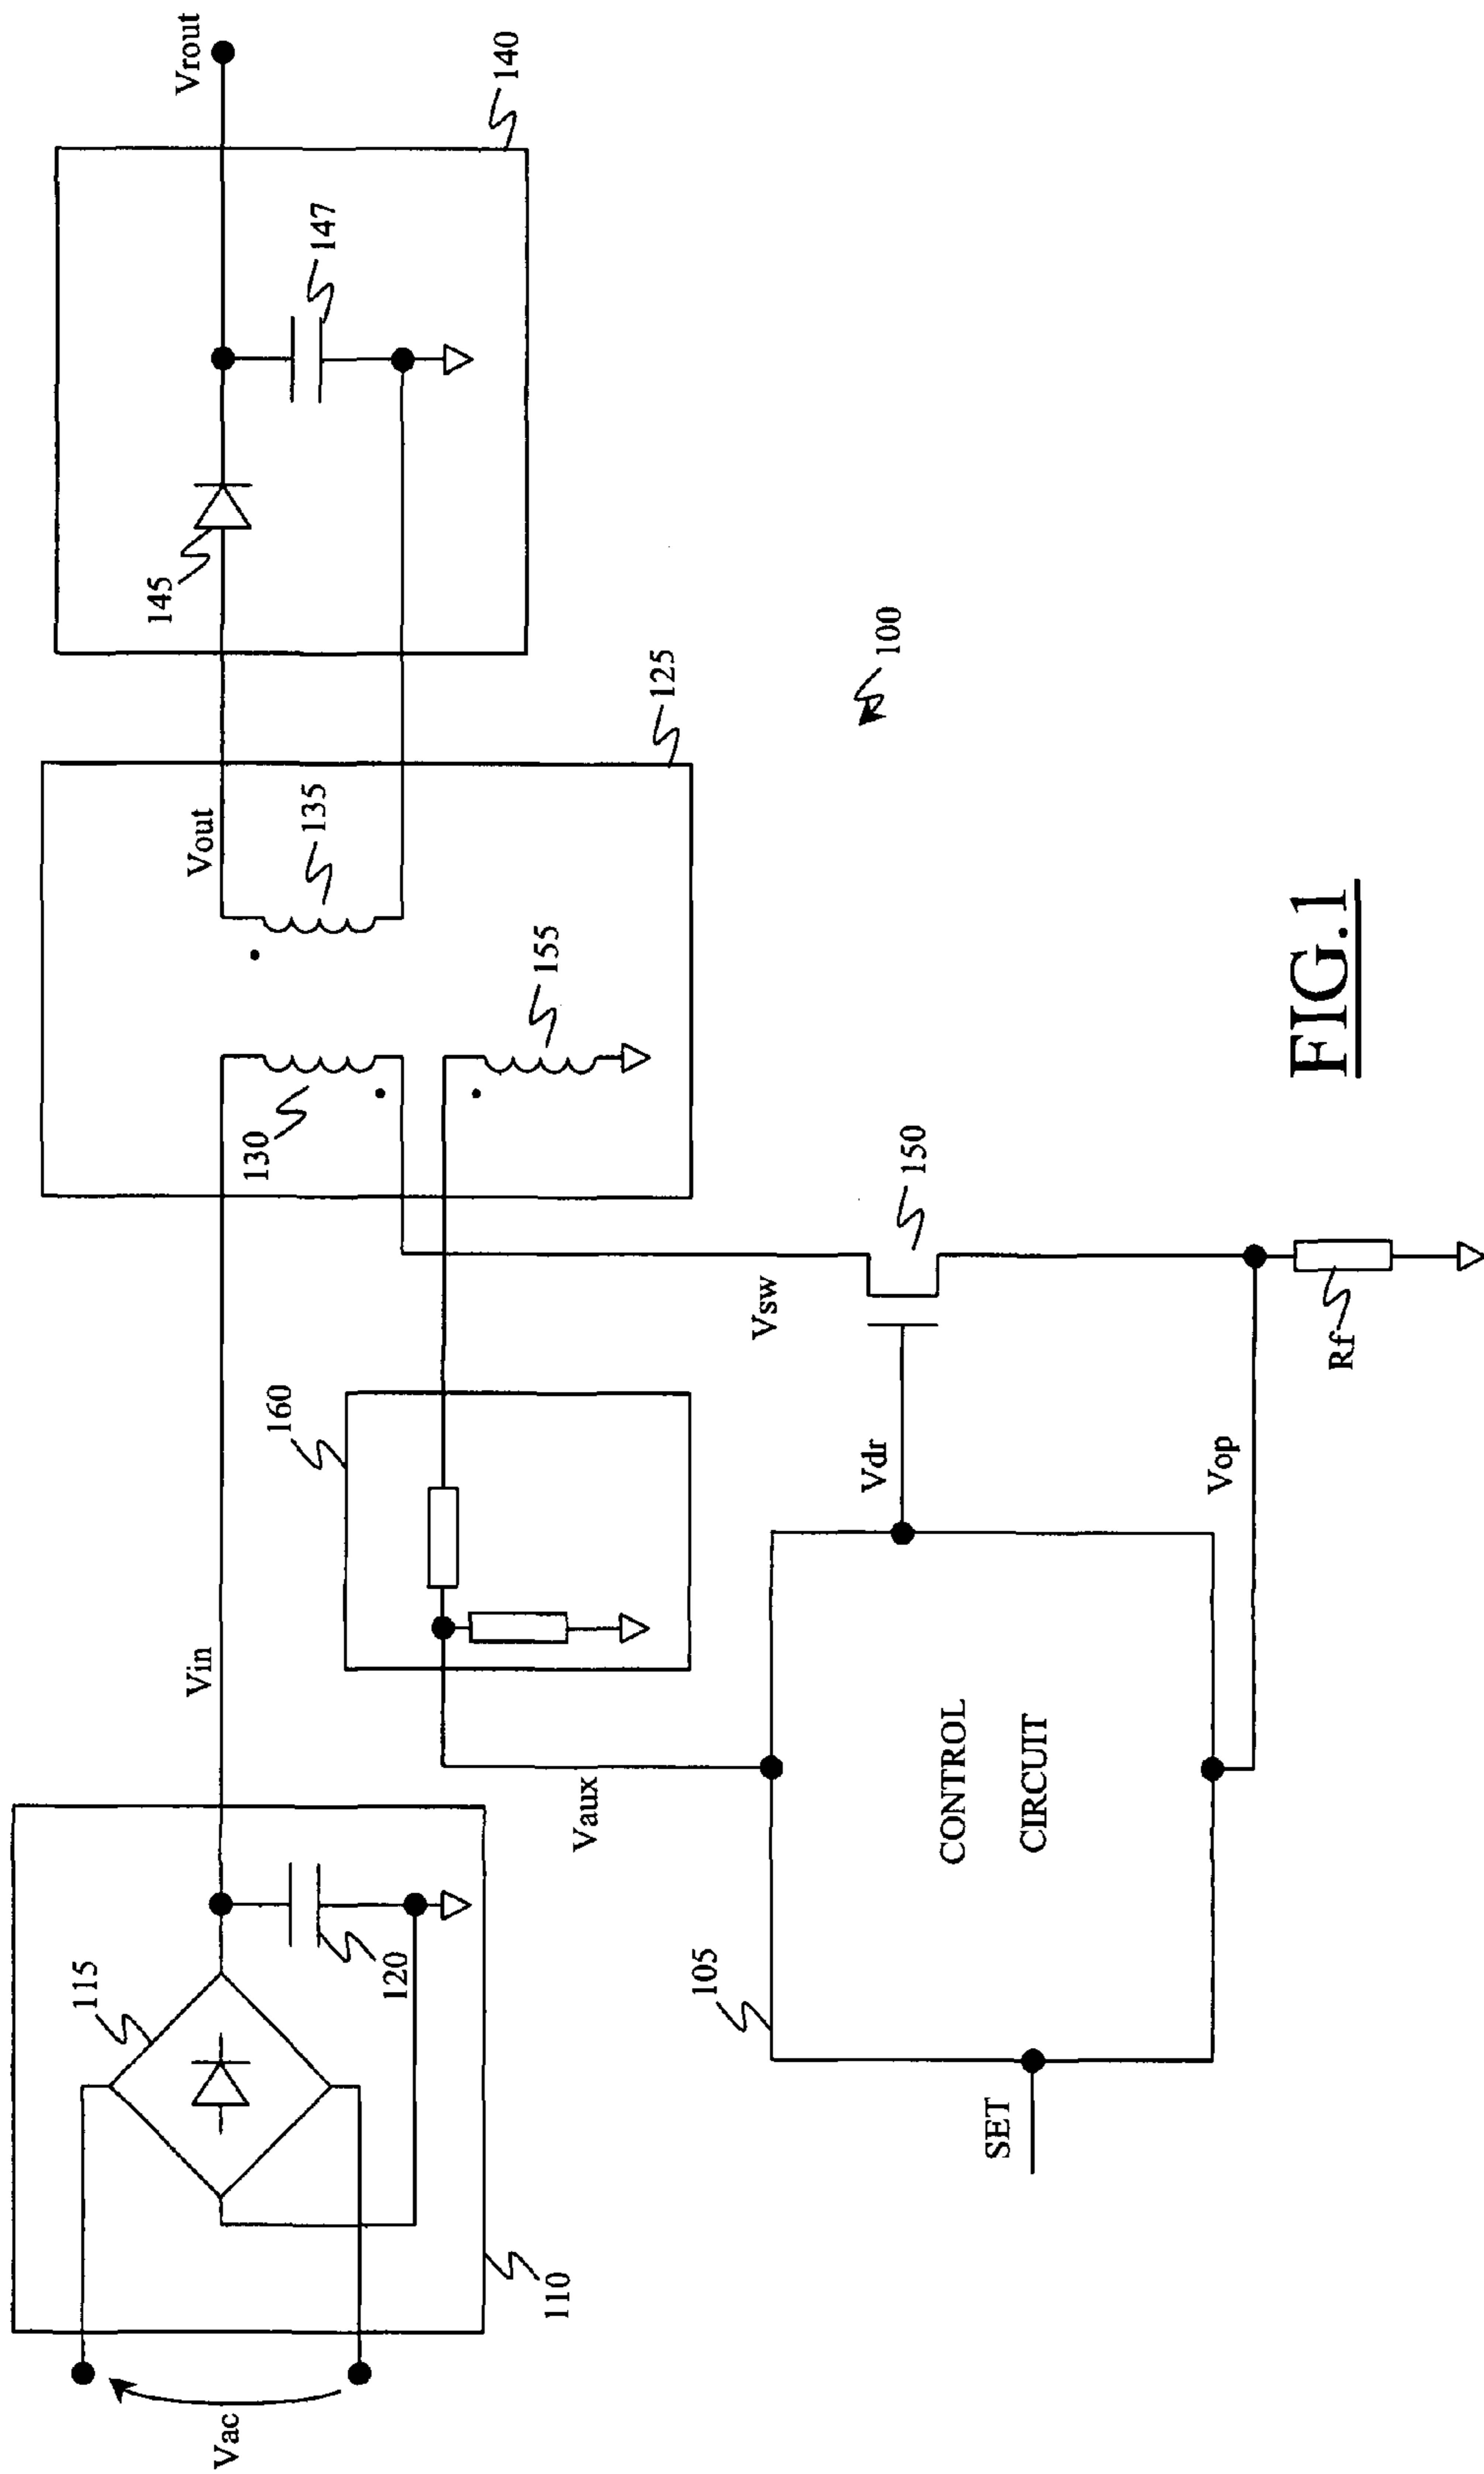 Vac
110
115
120
Vin
Vaux
160
130
Vout
135
155
125
145
147
140
Vrout
SET
105
CONTROL
CIRCUIT
Vdr
Vsw
150
Vop
Rf
100
FIG.1